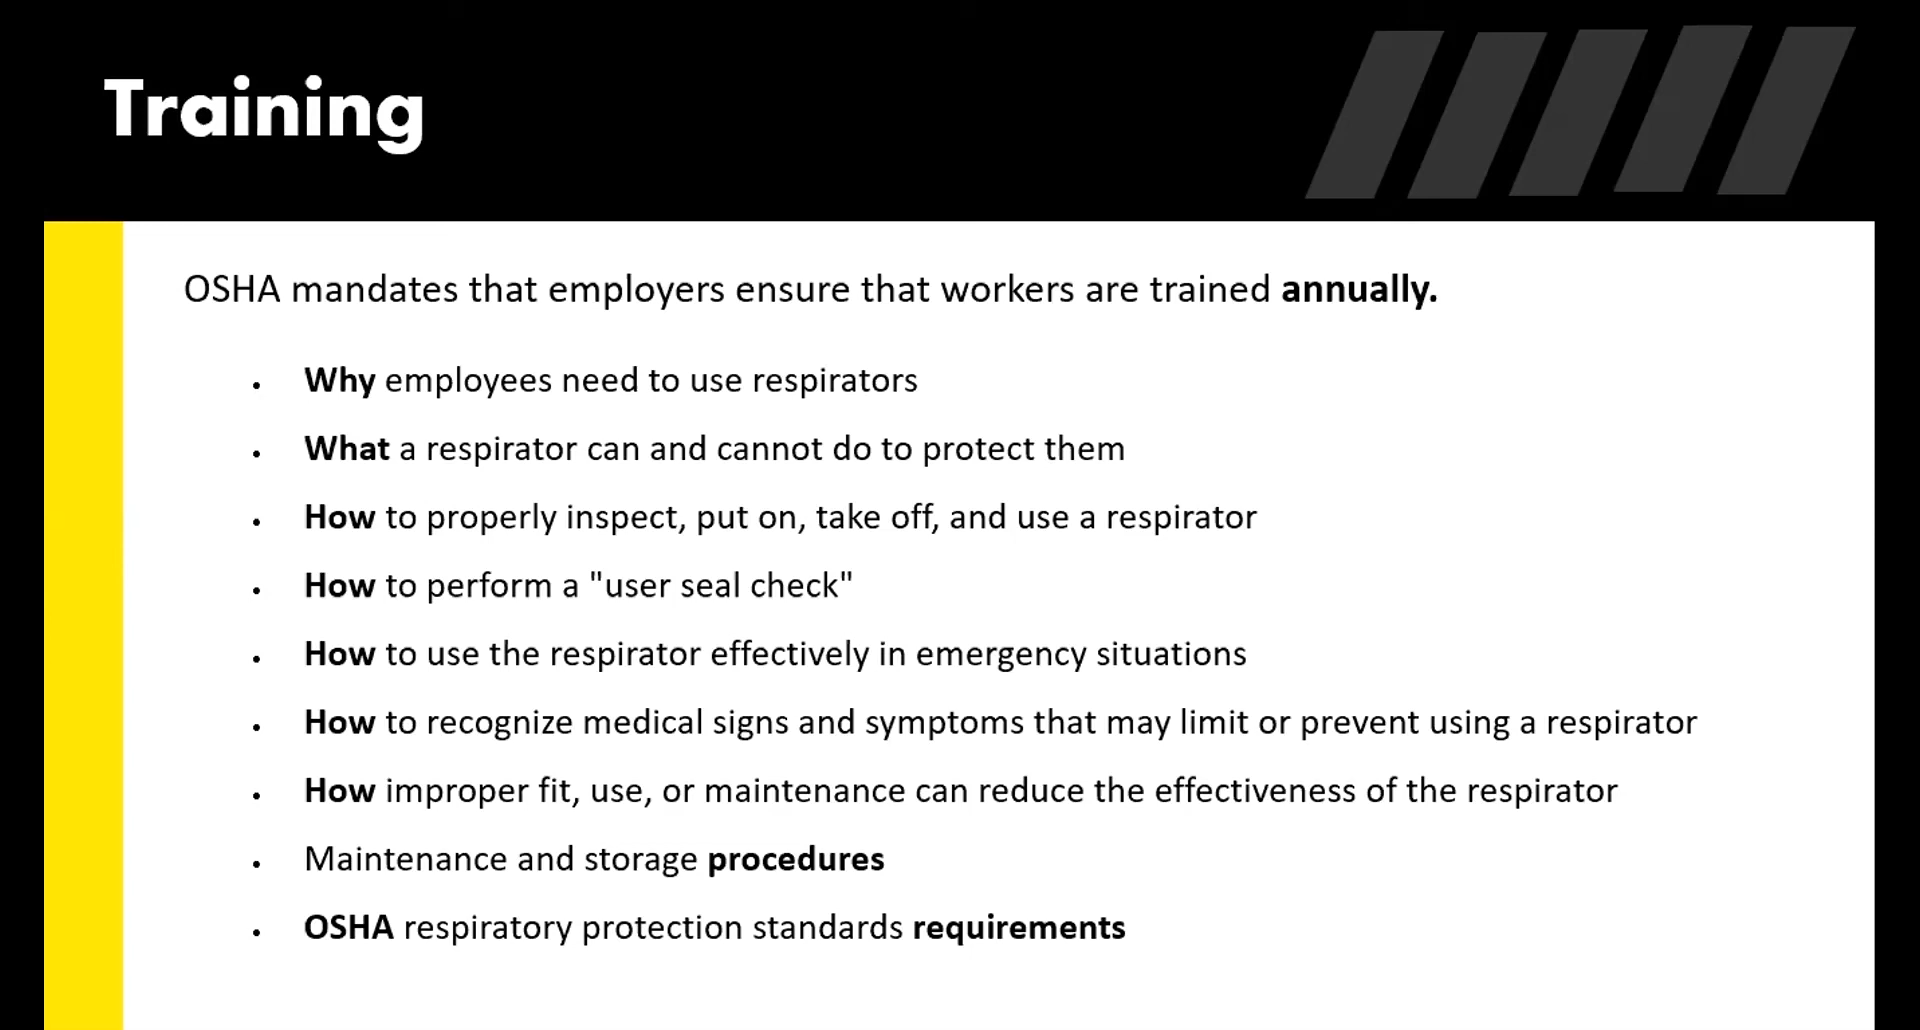 Training
OSHA mandates that employers ensure that workers are trained annually.
• Why employees need to use respirators
• What a respirator can and cannot do to protect them
• How to properly inspect, put on, take off, and use a respirator
• How to perform a "user seal check"
• How to use the respirator effectively in emergency situations
• How to recognize medical signs and symptoms that may limit or prevent using a respirator
• How improper fit, use, or maintenance can reduce the effectiveness of the respirator
• Maintenance and storage procedures
• OSHA respiratory protection standards requirements